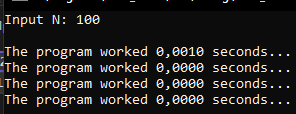 Input N: 100
The program worked 0,0010 seconds...
The program worked 0,0000 seconds...
The program worked 0,0000 seconds...
The program worked 0,0000 seconds...